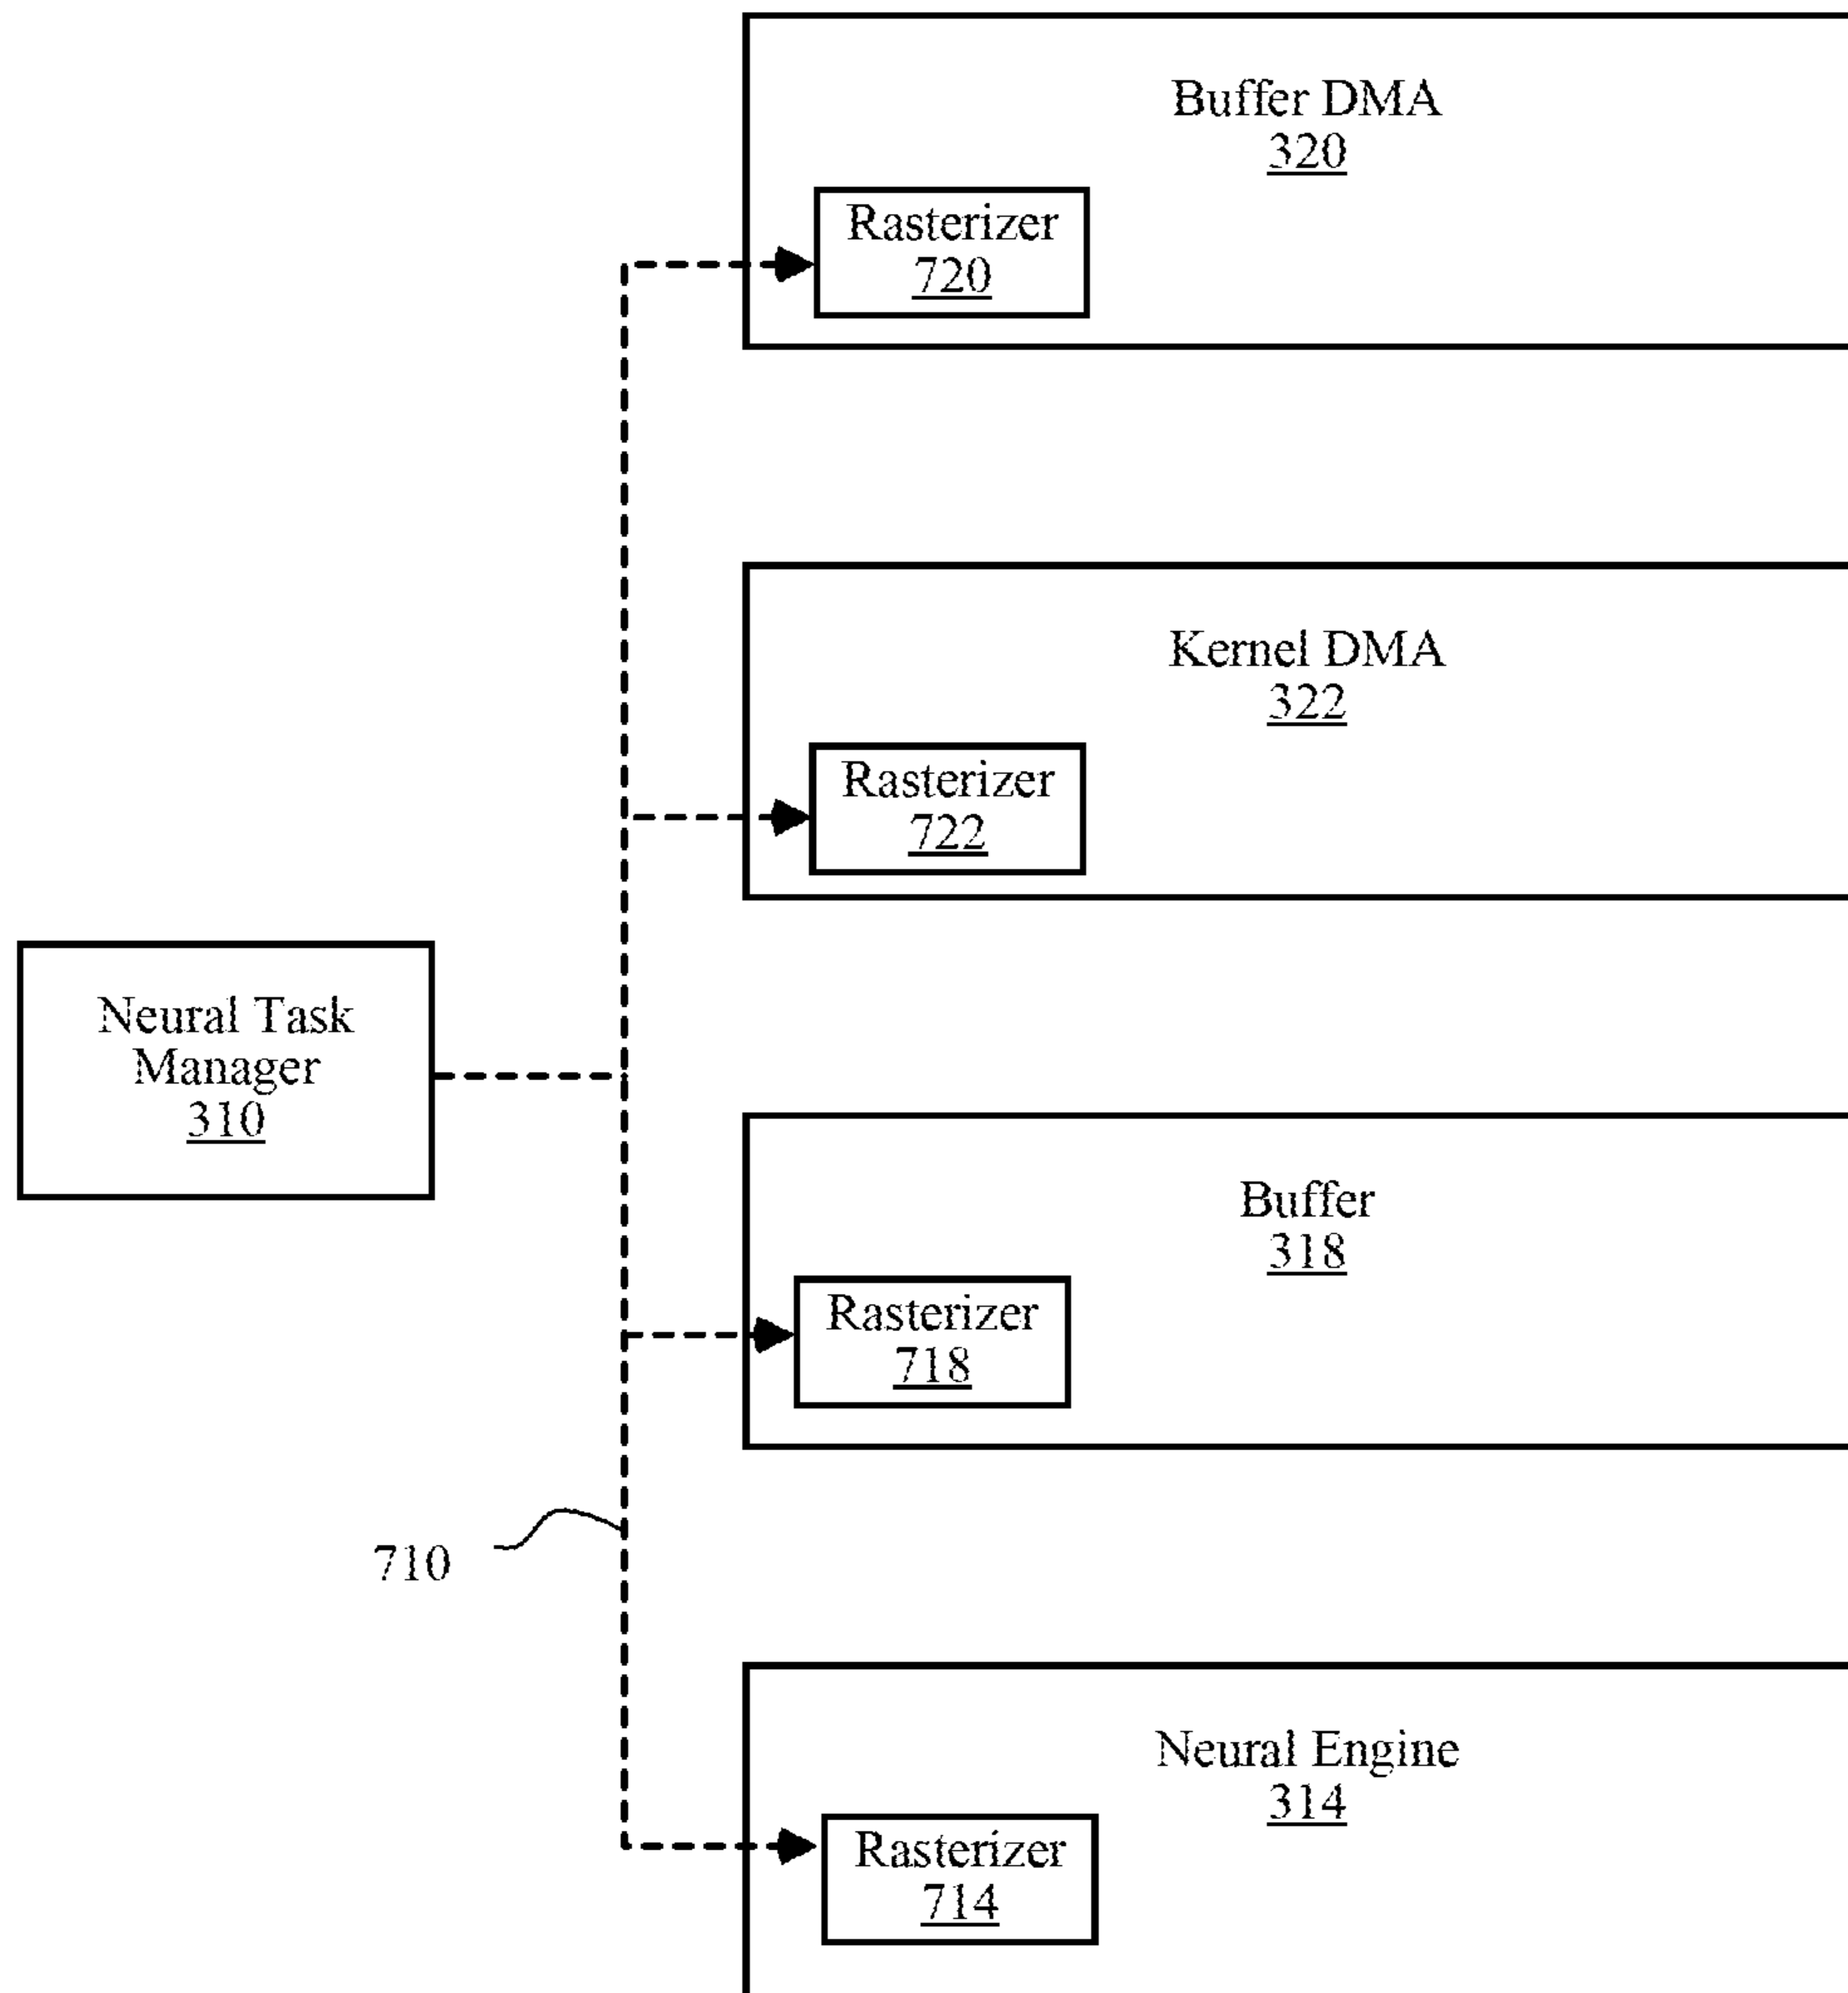 Buffer DMA
320
Rasterizer
720
Kernel DMA
322
Rasterizer
722
Neural Task
Manager
310
Buffer
318
Rasterizer
718
710
Neural Engine
314
Rasterizer
714